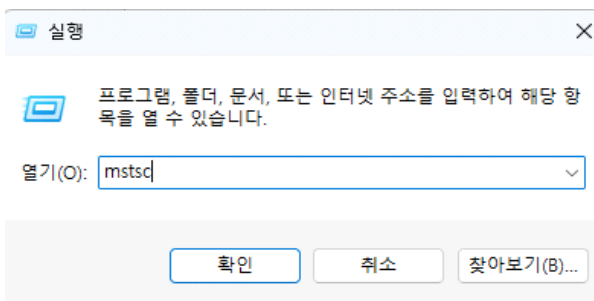 실행
프로그램, 폴더, 문서, 또는 인터넷 주소를 입력하여 해당 항
목을 열 수 있습니다.
열기(O): mstsc
확인 취소 찾아보기(B)...